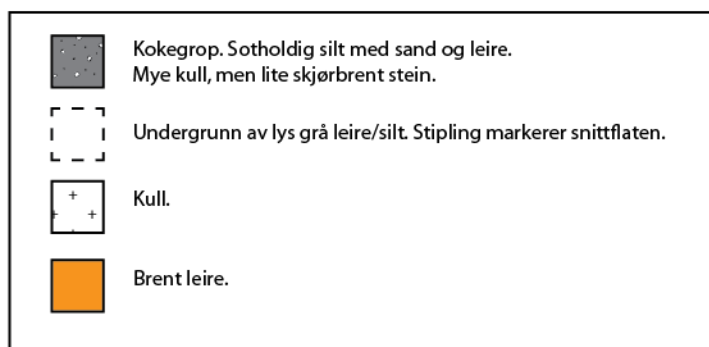 Kokegrop. Sotholdig silt med sand og leire.
Mye kull, men lite skjørbrent stein.
Undergrunn av lys grå leire/silt. Stipling markerer snittflaten.
Kull.
Brent leire.